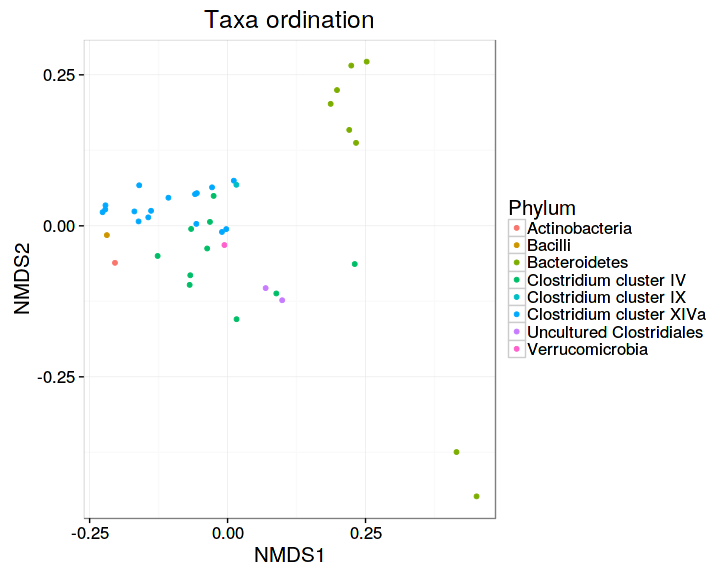 Taxa ordination
0.25
0.00
-0.25
NMDS2
-0.25
0.00
0.25
NMDS1
Phylum
Actinobacteria
Bacilli
Bacteroidetes
Clostridium cluster IV
Clostridium cluster IX
Clostridium cluster XIVa
Uncultured Clostridiales
Verrucomicrobia